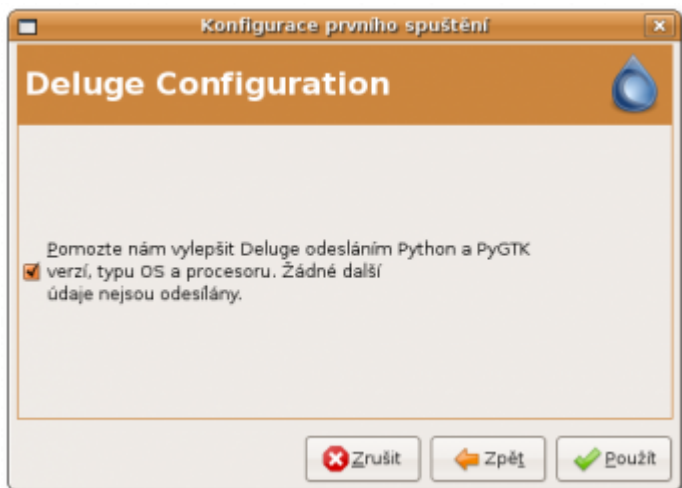 Konfigurace prvního spuštění
Deluge Configuration
Pomozte nám vylepšit Deluge odesláním Python a PyGTK
verzí, typu OS a procesoru. Žádné další
údaje nejsou odesílány.
Zrušit
Zpět
Použít